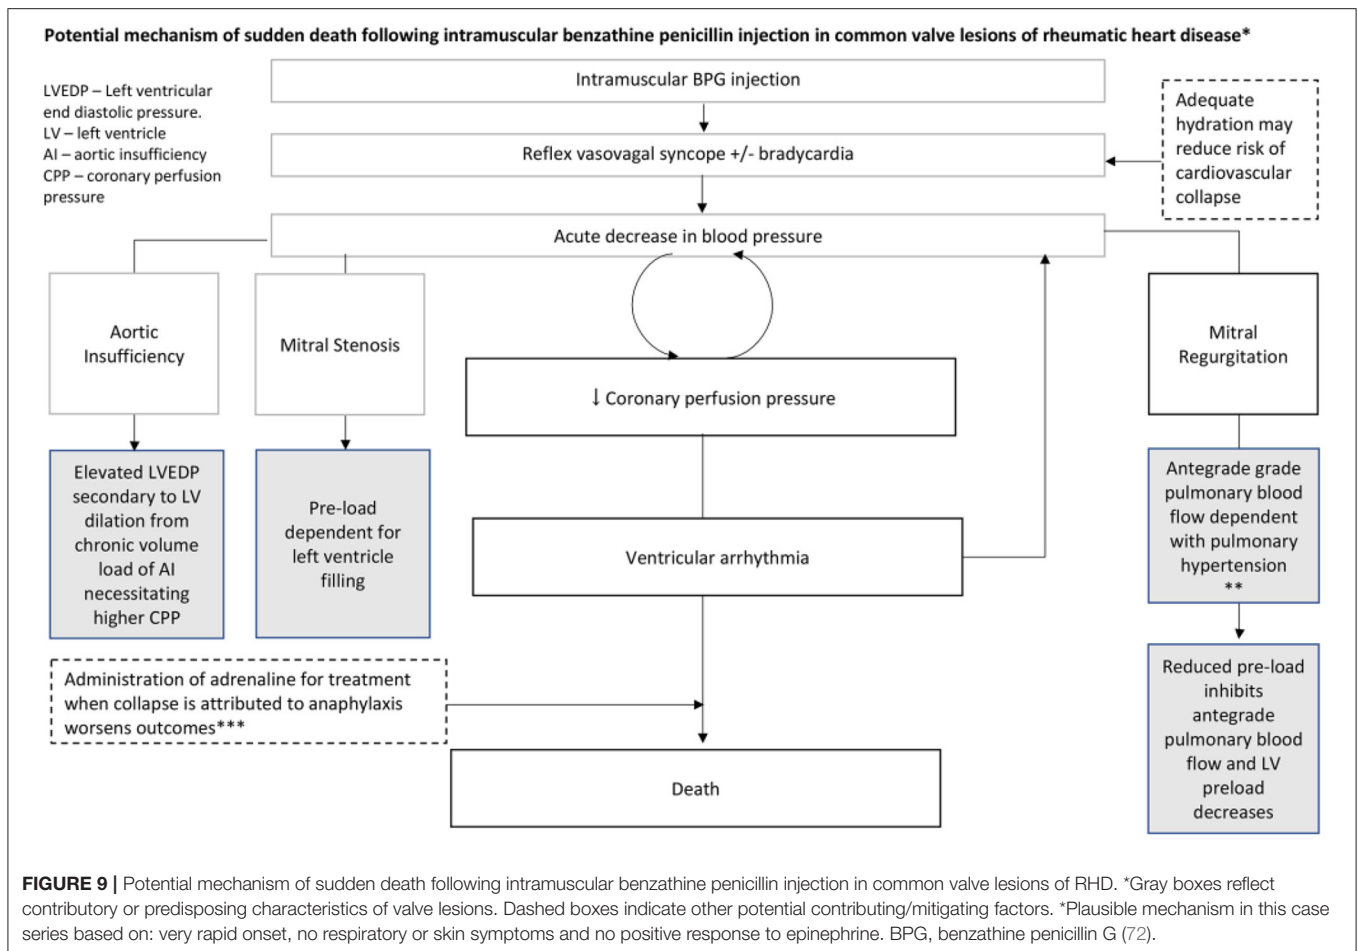 Potential mechanism of sudden death following intramuscular benzathine penicillin injection in common valve lesions of rheumatic heart disease*
LVEDP – Left ventricular
end diastolic pressure.
LV – left ventricle
AI – aortic insufficiency
CPP – coronary perfusion
pressure
Intramuscular BPG injection
Adequate
hydration may
reduce risk of
cardiovascular
collapse
Reflex vasovagal syncope +/- bradycardia
Acute decrease in blood pressure
Aortic
Insufficiency
Mitral Stenosis
Mitral
Regurgitation
↓ Coronary perfusion pressure
Elevated LVEDP
secondary to LV
dilation from
chronic volume
load of AI
necessitating
higher CPP
Pre-load
dependent for
left ventricle
filling
Antegrade grade
pulmonary blood
flow dependent
with pulmonary
hypertension
**
Ventricular arrhythmia
Administration of adrenaline for treatment
when collapse is attributed to anaphylaxis
worsens outcomes***
Reduced pre-load
inhibits
antegrade
pulmonary blood
flow and LV
preload
decreases
Death
FIGURE 9 | Potential mechanism of sudden death following intramuscular benzathine penicillin injection in common valve lesions of RHD. *Gray boxes reflect
contributory or predisposing characteristics of valve lesions. Dashed boxes indicate other potential contributing/mitigating factors. *Plausible mechanism in this case
series based on: very rapid onset, no respiratory or skin symptoms and no positive response to epinephrine. BPG, benzathine penicillin G (72).